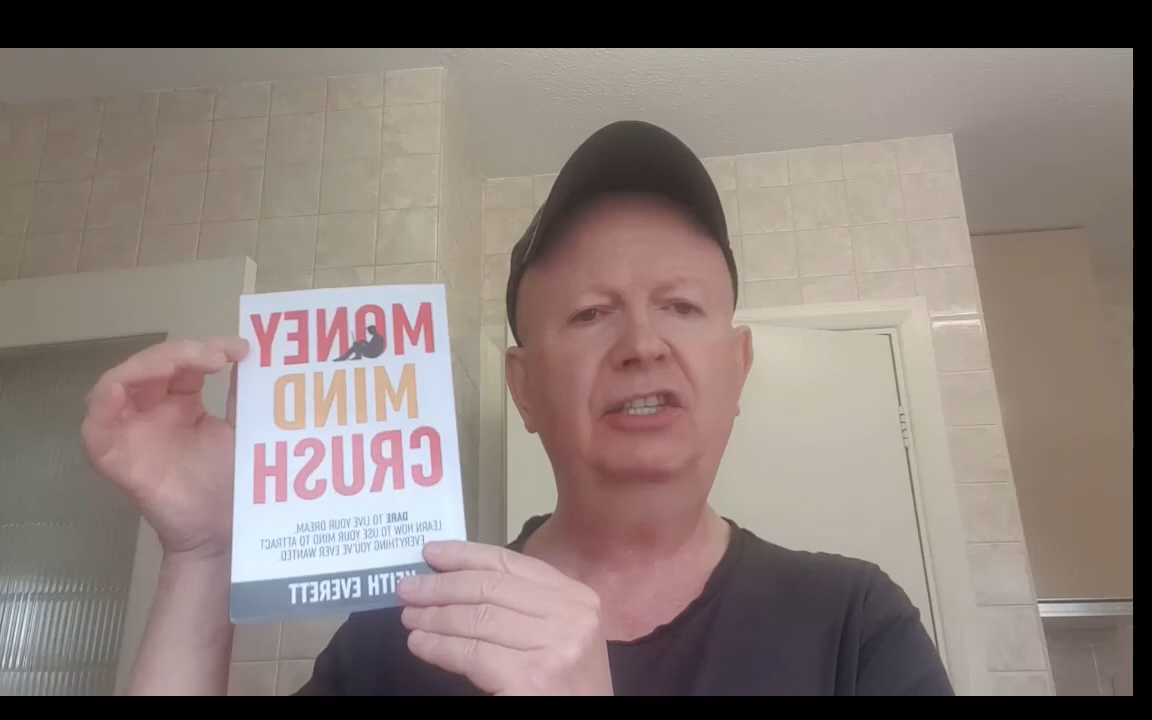 MONEY
MIND
CRUSH
DARE TO LIVE YOUR DREAM.
LEARN HOW TO USE YOUR MIND TO ATTRACT
EVERYTHING YOU'VE EVER WANTED.
KEITH EVERETT